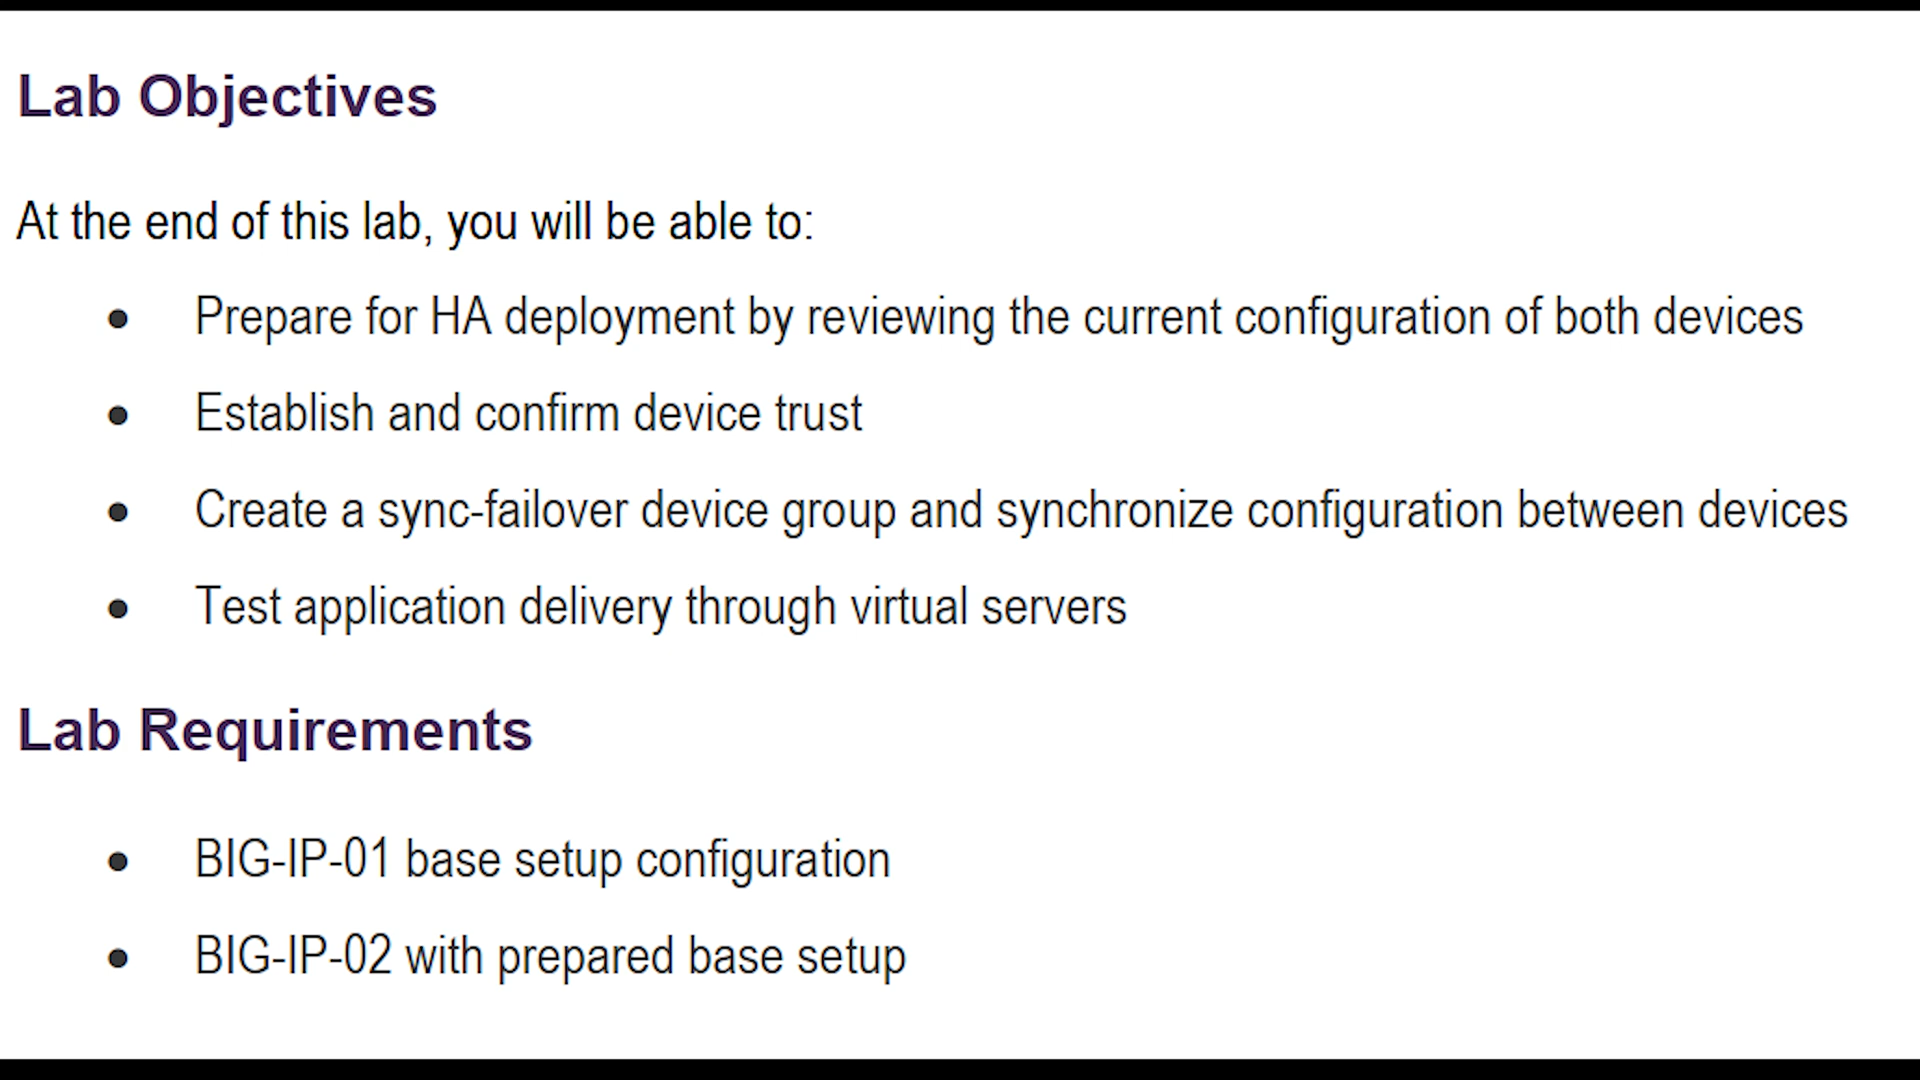 Lab Objectives
At the end of this lab, you will be able to:
● Prepare for HA deployment by reviewing the current configuration of both devices
● Establish and confirm device trust
● Create a sync-failover device group and synchronize configuration between devices
● Test application delivery through virtual servers
Lab Requirements
● BIG-IP-01 base setup configuration
● BIG-IP-02 with prepared base setup